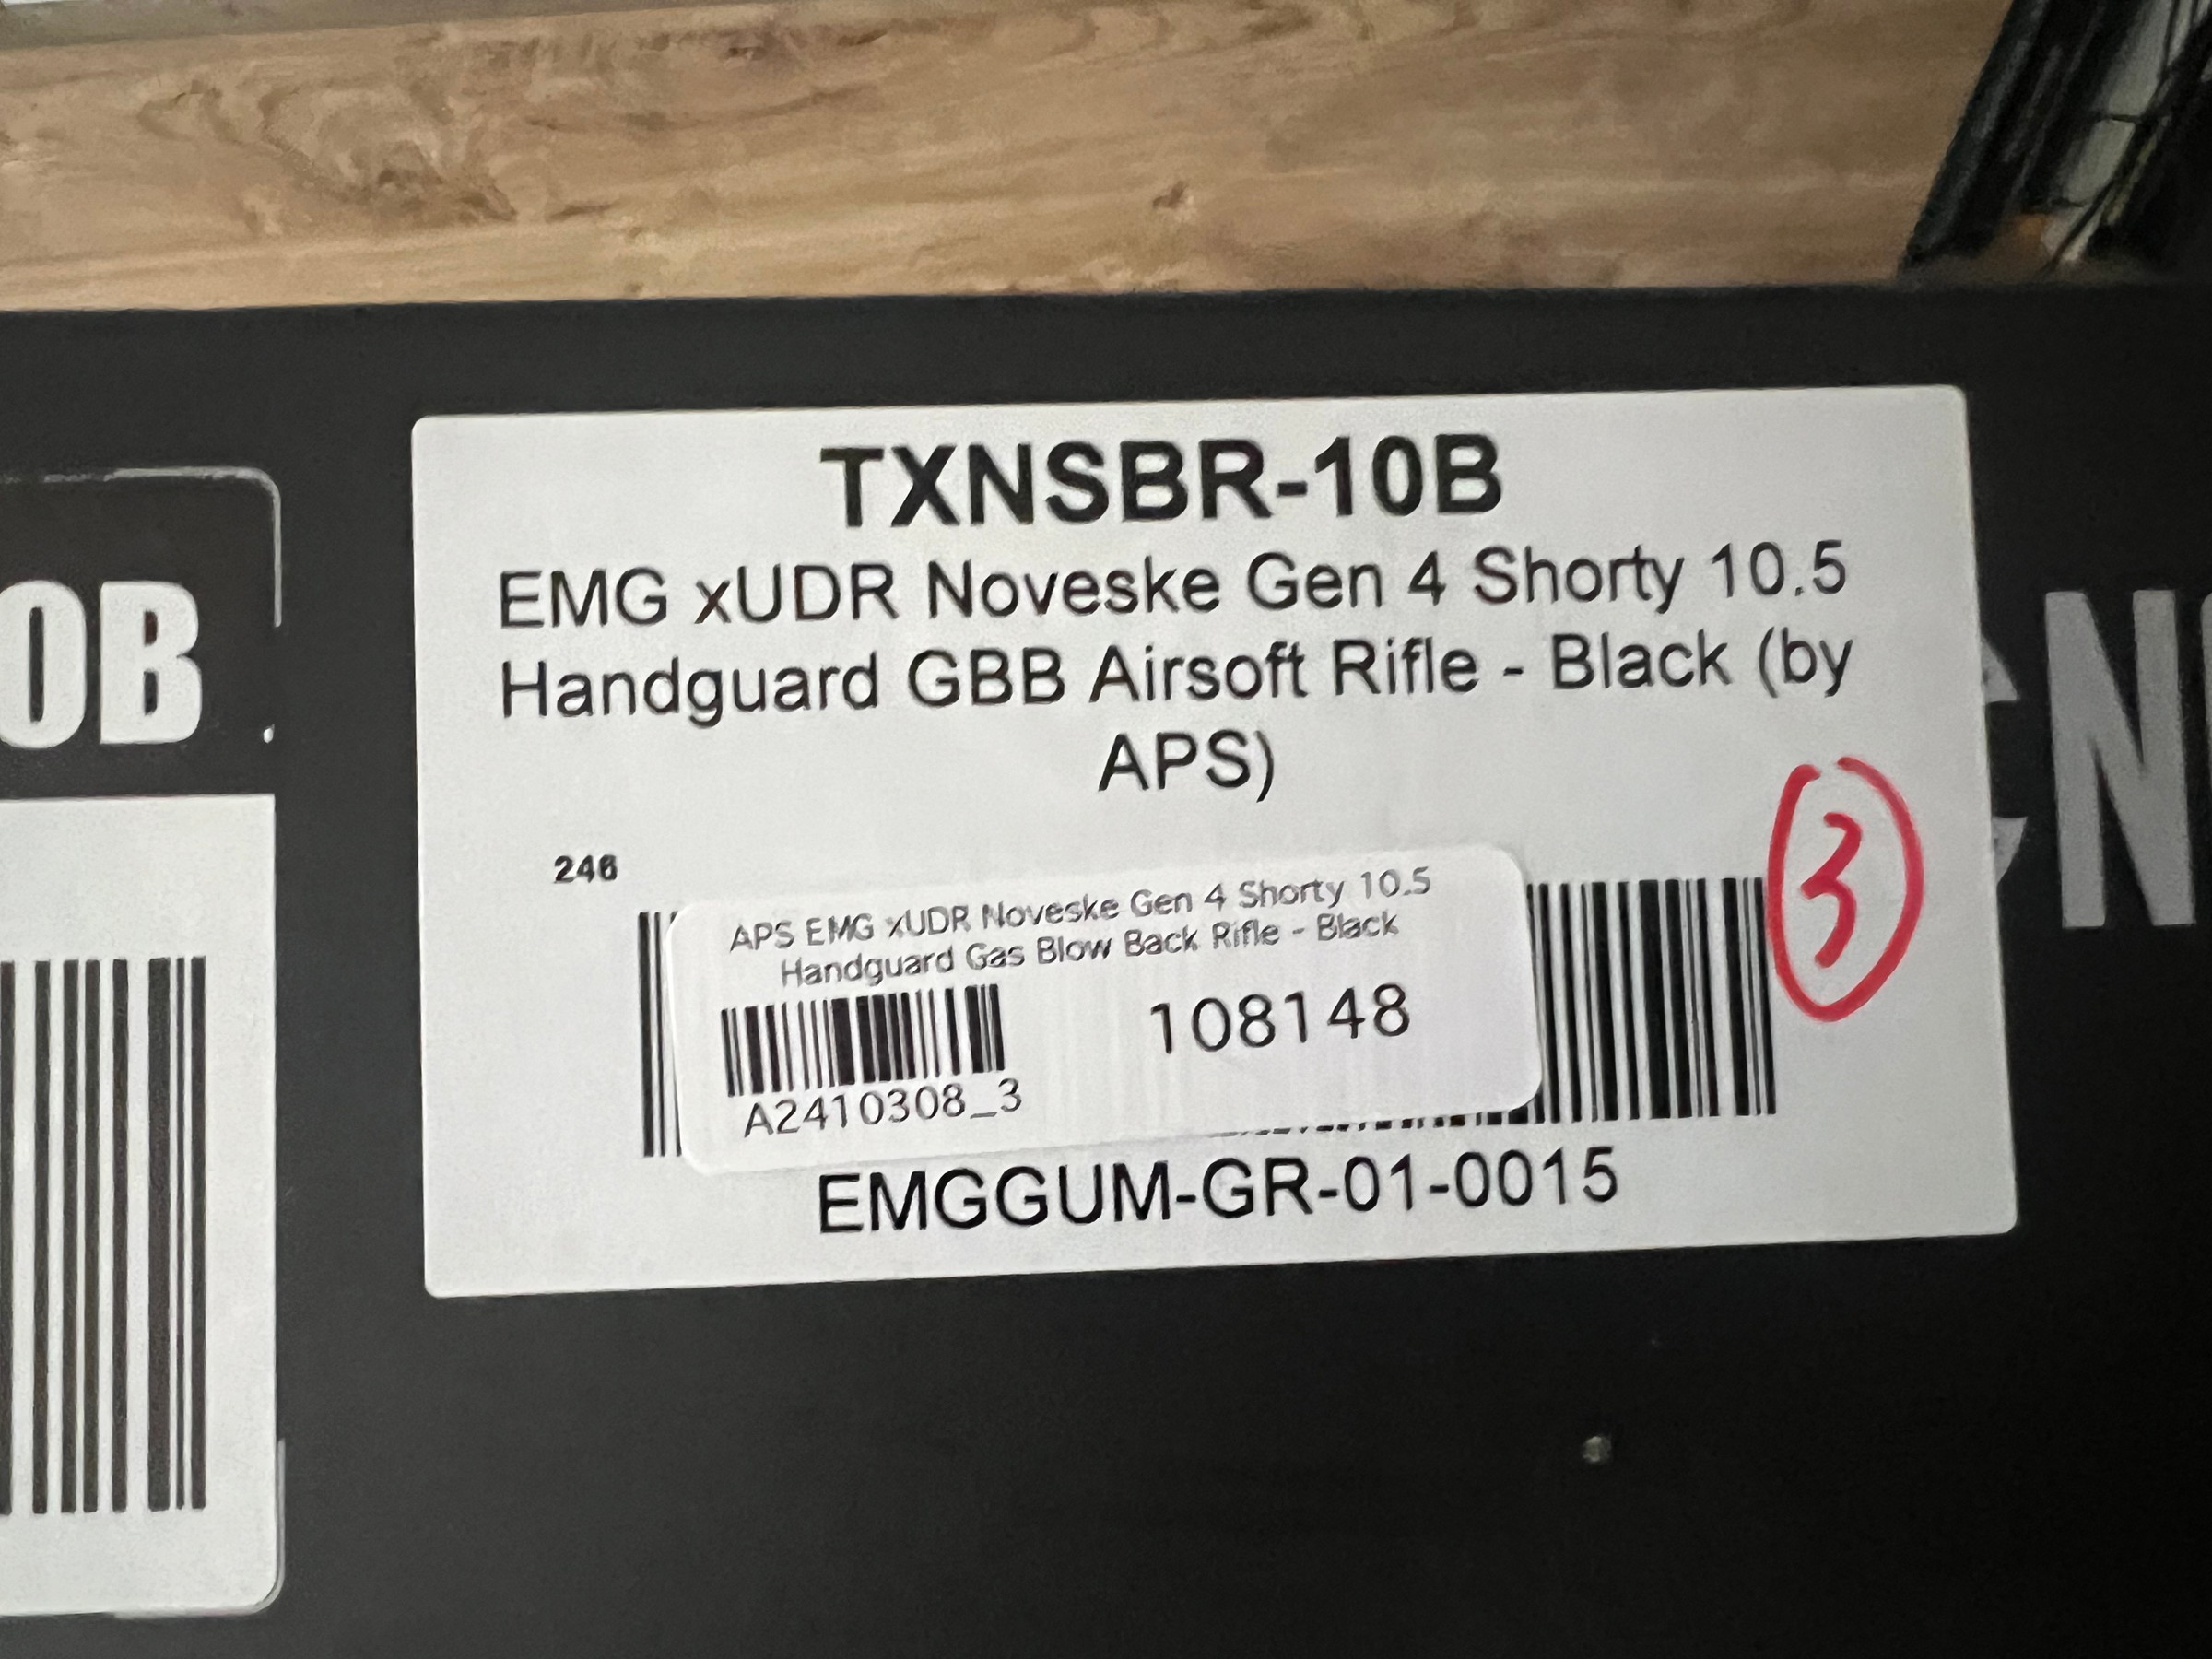 TXNSBR-10B
EMG xUDR Noveske Gen 4 Shorty 10.5
Handguard GBB Airsoft Rifle - Black (by
APS)
246
3
APS EMG xUDR Noveske Gen 4 Shorty 10.5
Handguard Gas Blow Back Rifle - Black
108148
A2410308_3
EMGGUM-GR-01-0015
0B
N